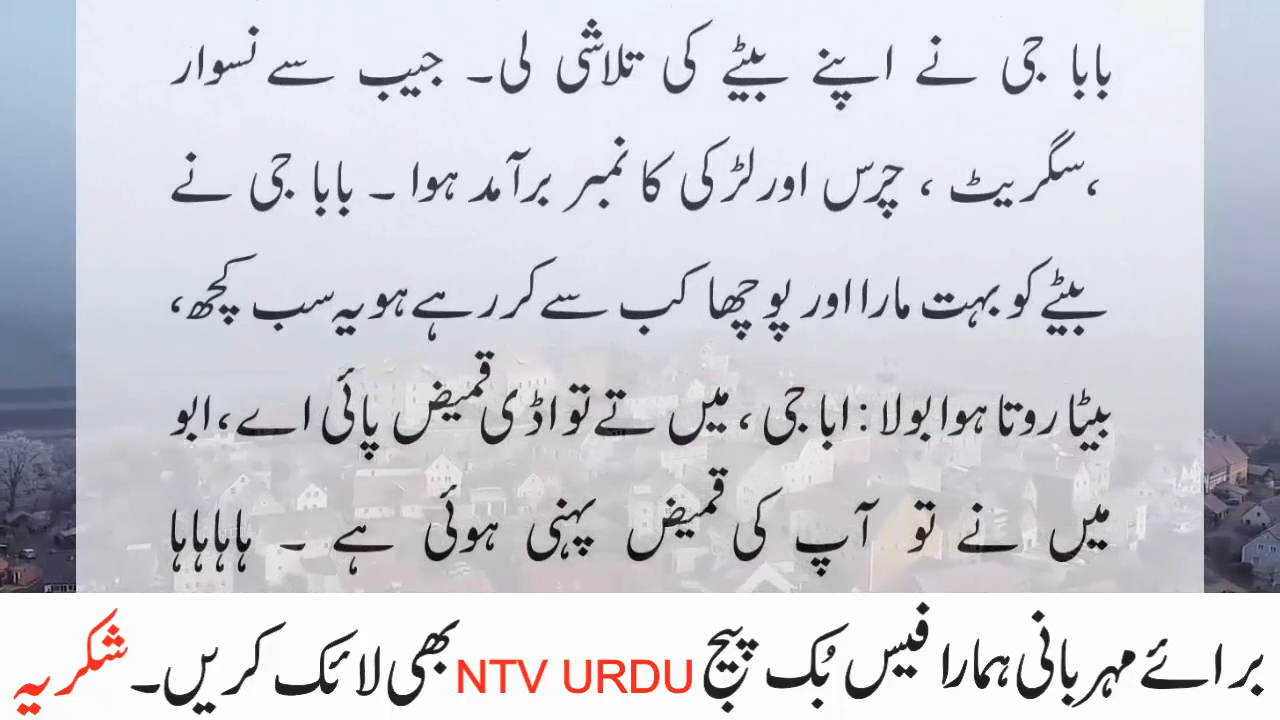 بابا جی نے اپنے بیٹے کی تلاشی لی۔ جیب سے نسوار
،سگریٹ ، چرس اور لڑکی کا نمبر برآمد ہوا ۔ بابا جی نے
بیٹے کو بہت مارا اور پوچھا کب سے کر رہے ہو یہ سب کچھ،
بیٹا روتا ہوا بولا : ابا جی ، میں تے تواڈی قمیض پائی اے، ابو
میں نے تو آپ کی قمیض پہنی ہوئی ہے ۔ ہاہاہاہا
برائے مہربانی ہمارا فیس بُک پیج NTV URDU بھی لائک کریں۔ شکریہ